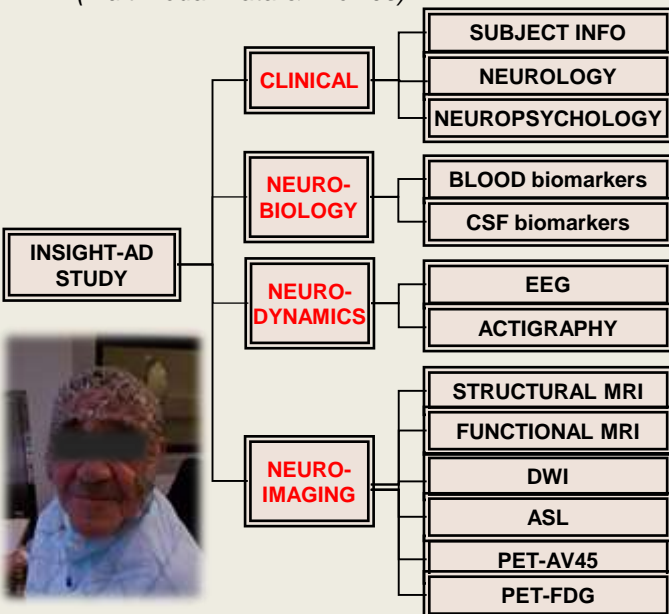 SUBJECT INFO
CLINICAL
NEUROLOGY
NEUROPSYCHOLOGY
NEURO-
BIOLOGY
BLOOD biomarkers
CSF biomarkers
INSIGHT-AD
STUDY
NEURO-
DYNAMICS
EEG
ACTIGRAPHY
STRUCTURAL MRI
FUNCTIONAL MRI
NEURO-
IMAGING
DWI
ASL
PET-AV45
PET-FDG